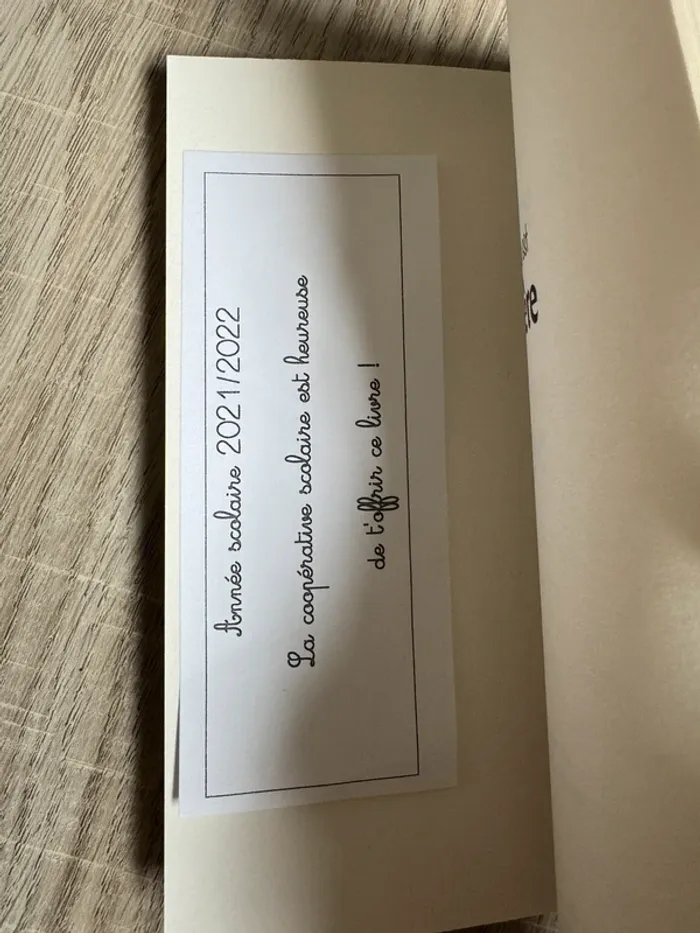 Année scolaire 2021/2022
La coopérative scolaire est heureuse
de t'offrir ce livre !